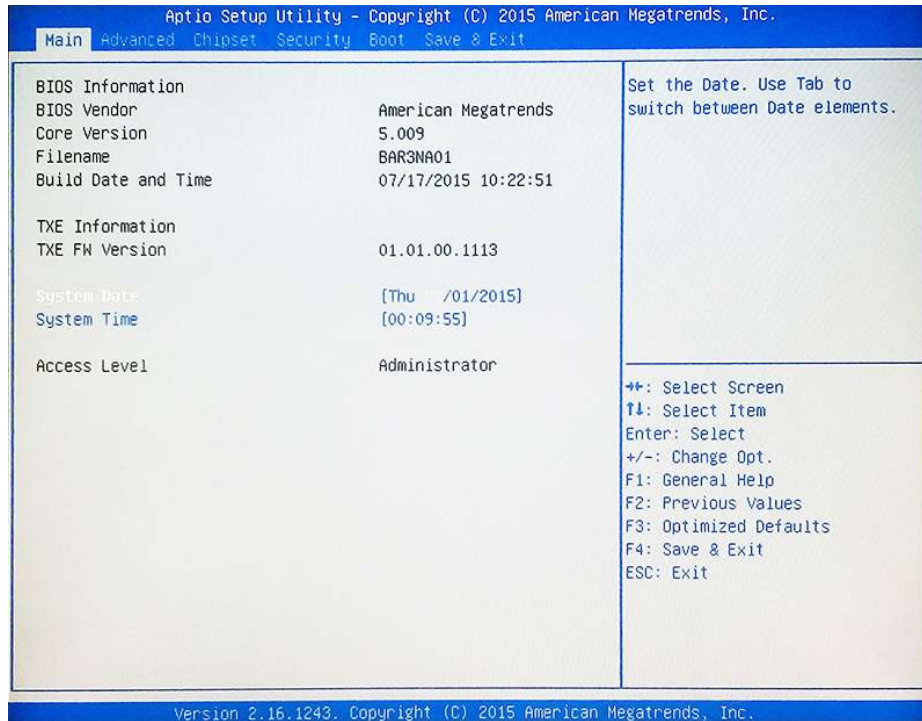 Aptio Setup Utility - Copyright (C) 2015 American Megatrends, Inc.
Main Advanced Chipset Security Boot Save & Exit
BIOS Information
BIOS Vendor American Megatrends
Core Version 5.009
Filename BAR3NA01
Build Date and Time 07/17/2015 10:22:51
TXE Information
TXE FW Version 01.01.00.1113
System Date [Thu /01/2015]
System Time [00:09:55]
Access Level Administrator
Set the Date. Use Tab to
switch between Date elements.
→←: Select Screen
↑↓: Select Item
Enter: Select
+/-: Change Opt.
F1: General Help
F2: Previous Values
F3: Optimized Defaults
F4: Save & Exit
ESC: Exit
Version 2.16.1243. Copyright (C) 2015 American Megatrends, Inc.